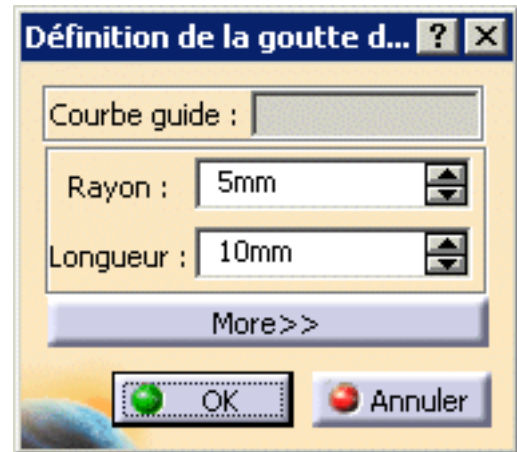 Définition de la goutte d... ? X
Courbe guide :
Rayon : 5mm
Longueur : 10mm
More>>
OK Annuler